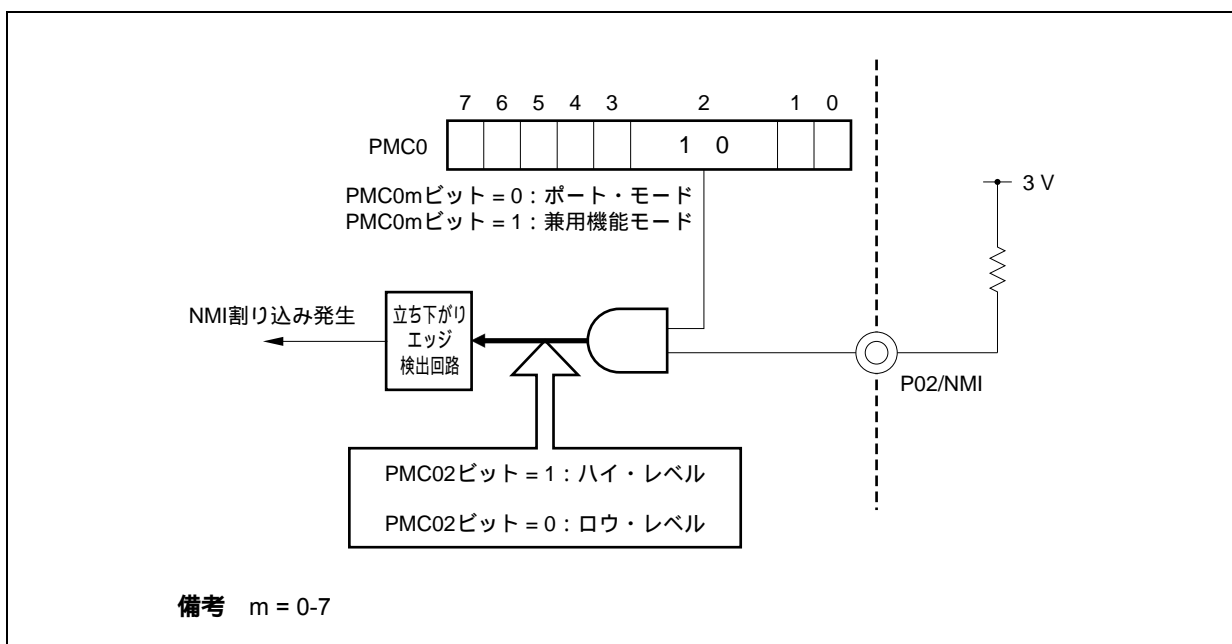 7 6 5 4 3 2 1 0
PMC0 1 0
PMC0mビット = 0：ポート・モード
PMC0mビット = 1：兼用機能モード
3 V
NMI割り込み発生
立ち下がり
エッジ
検出回路
P02/NMI
PMC02ビット = 1：ハイ・レベル
PMC02ビット = 0：ロウ・レベル
備考 m = 0-7